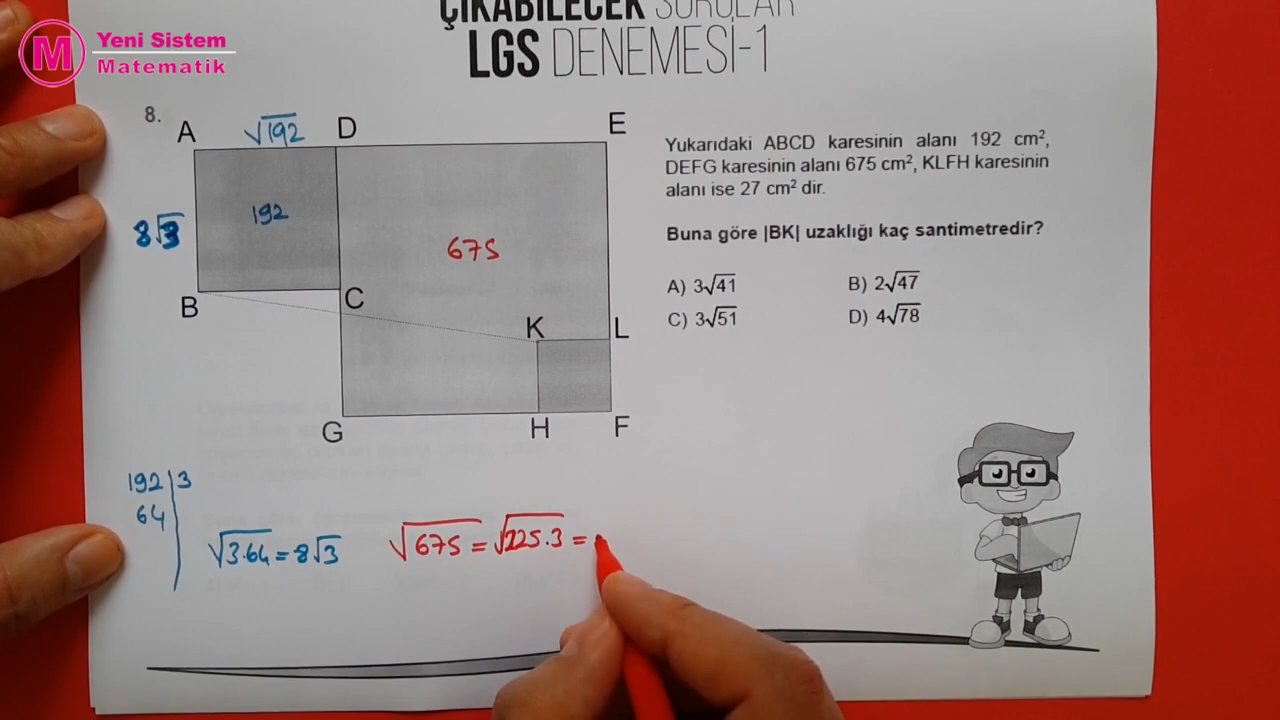 Yeni Sistem
Matematik
M
ÇIKABİLECEK SORULAR
LGS DENEMESİ-1
8.
A
√192
D
E
8√3
192
675
B
C
K
L
G
H
F
Yukarıdaki ABCD karesinin alanı 192 cm²,
DEFG karesinin alanı 675 cm², KLFH karesinin
alanı ise 27 cm² dir.
Buna göre |BK| uzaklığı kaç santimetredir?
A) 3√41
B) 2√47
C) 3√51
D) 4√78
192 3
64
√3.64 = 8√3
√675 = √225.3 =